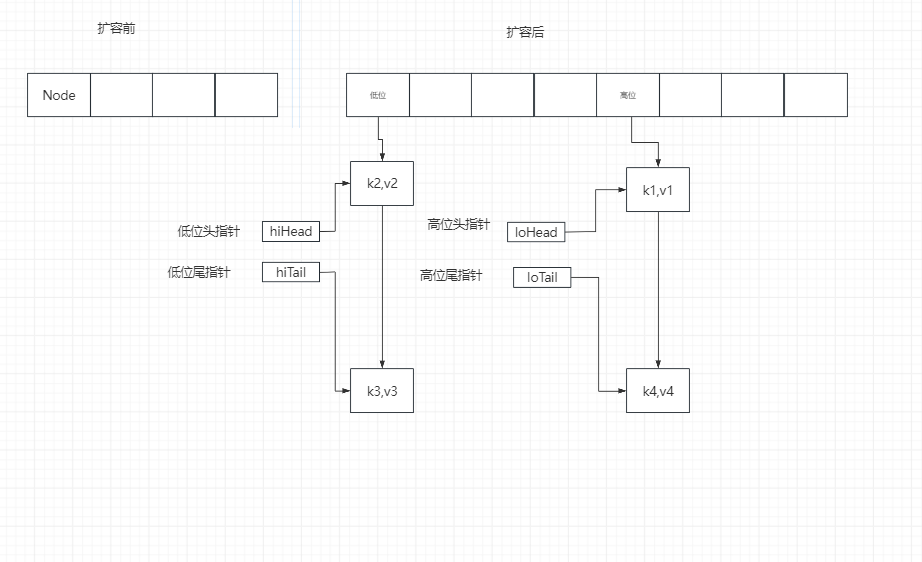 扩容前
扩容后
Node
低位
高位
k2,v2
k1,v1
低位头指针
hiHead
高位头指针
loHead
低位尾指针
hiTail
高位尾指针
loTail
k3,v3
k4,v4